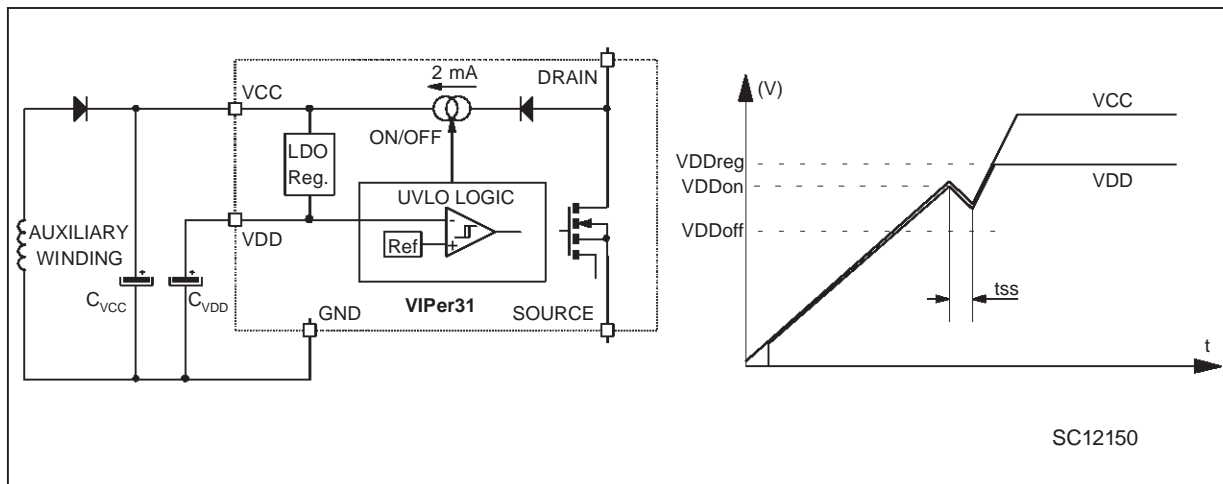 2 mA
DRAIN
VCC
ON/OFF
LDO
Reg.
UVLO LOGIC
-
Ref
+
VDD
AUXILIARY
WINDING
+
+
CVCC
CVDD
VIPer31
GND
SOURCE
(V)
VCC
VDDreg
VDD
VDDon
VDDoff
tss
t
SC12150